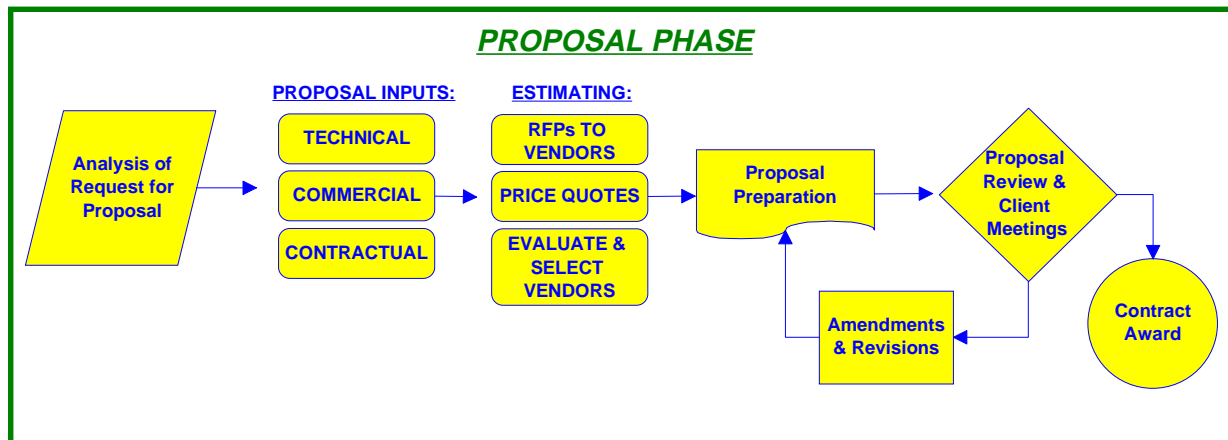 PROPOSAL PHASE
Analysis of
Request for
Proposal
PROPOSAL INPUTS:
TECHNICAL
COMMERCIAL
CONTRACTUAL
ESTIMATING:
RFPs TO
VENDORS
PRICE QUOTES
EVALUATE &
SELECT
VENDORS
Proposal
Preparation
Proposal
Review &
Client
Meetings
Amendments
& Revisions
Contract
Award